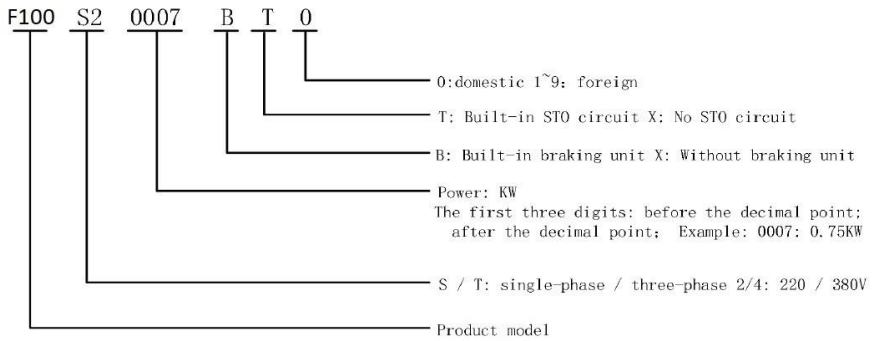 F100 S2 0007 B T 0
0:domestic 1~9: foreign
T: Built-in STO circuit X: No STO circuit
B: Built-in braking unit X: Without braking unit
Power: KW
The first three digits: before the decimal point;
after the decimal point; Example: 0007: 0.75KW
S / T: single-phase / three-phase 2/4: 220 / 380V
Product model